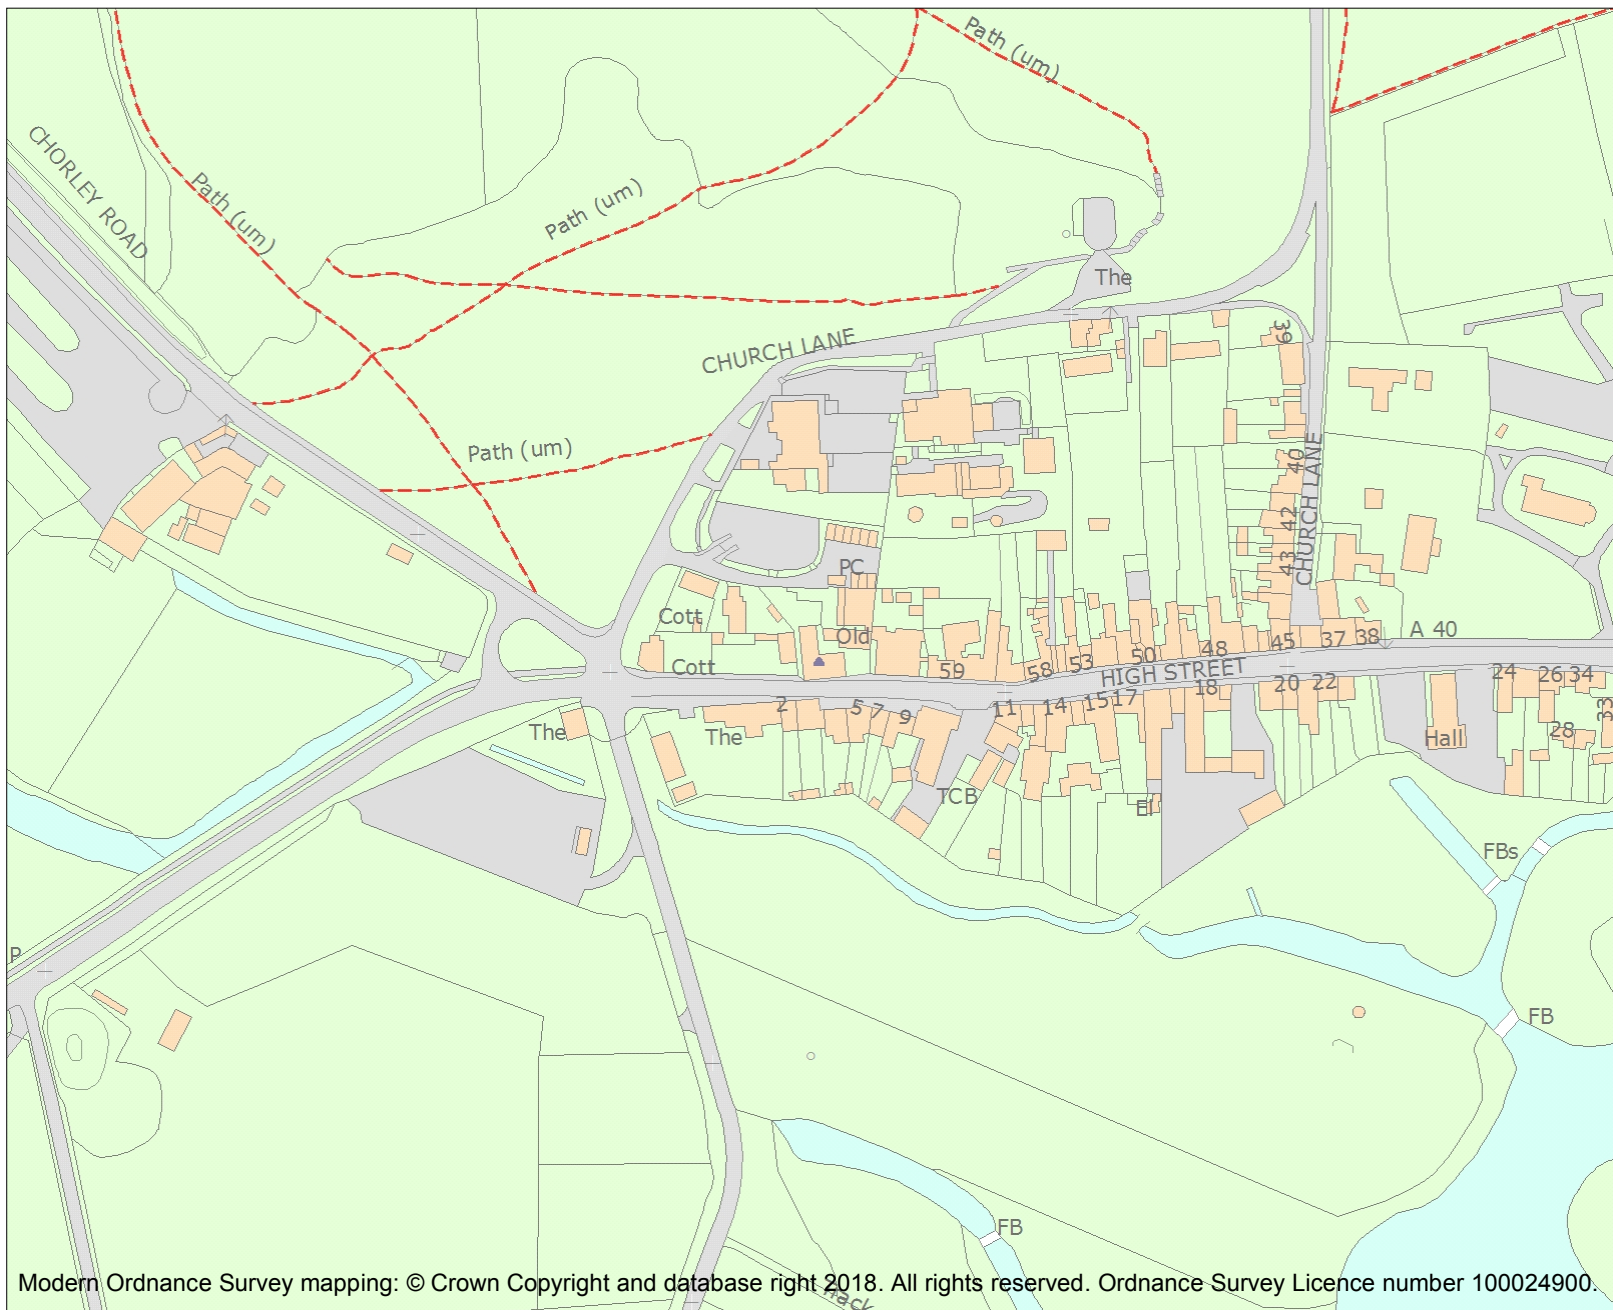 Path (um)
CHORLEY ROAD
Path (um)
Path (um)
The
CHURCH LANE
39
Path (um)
40
CHURCH LANE
42
43
PC
Cott
Old
Cott
59
58
53
50
48
45
37
38
A 40
HIGH STREET
24
26
34
2
5
7
9
11
14
15
17
18
20
22
33
The
The
28
Hall
TCB
El
FBs
P
FB
FB
Modern Ordnance Survey mapping: © Crown Copyright and database right 2018. All rights reserved. Ordnance Survey Licence number 100024900.